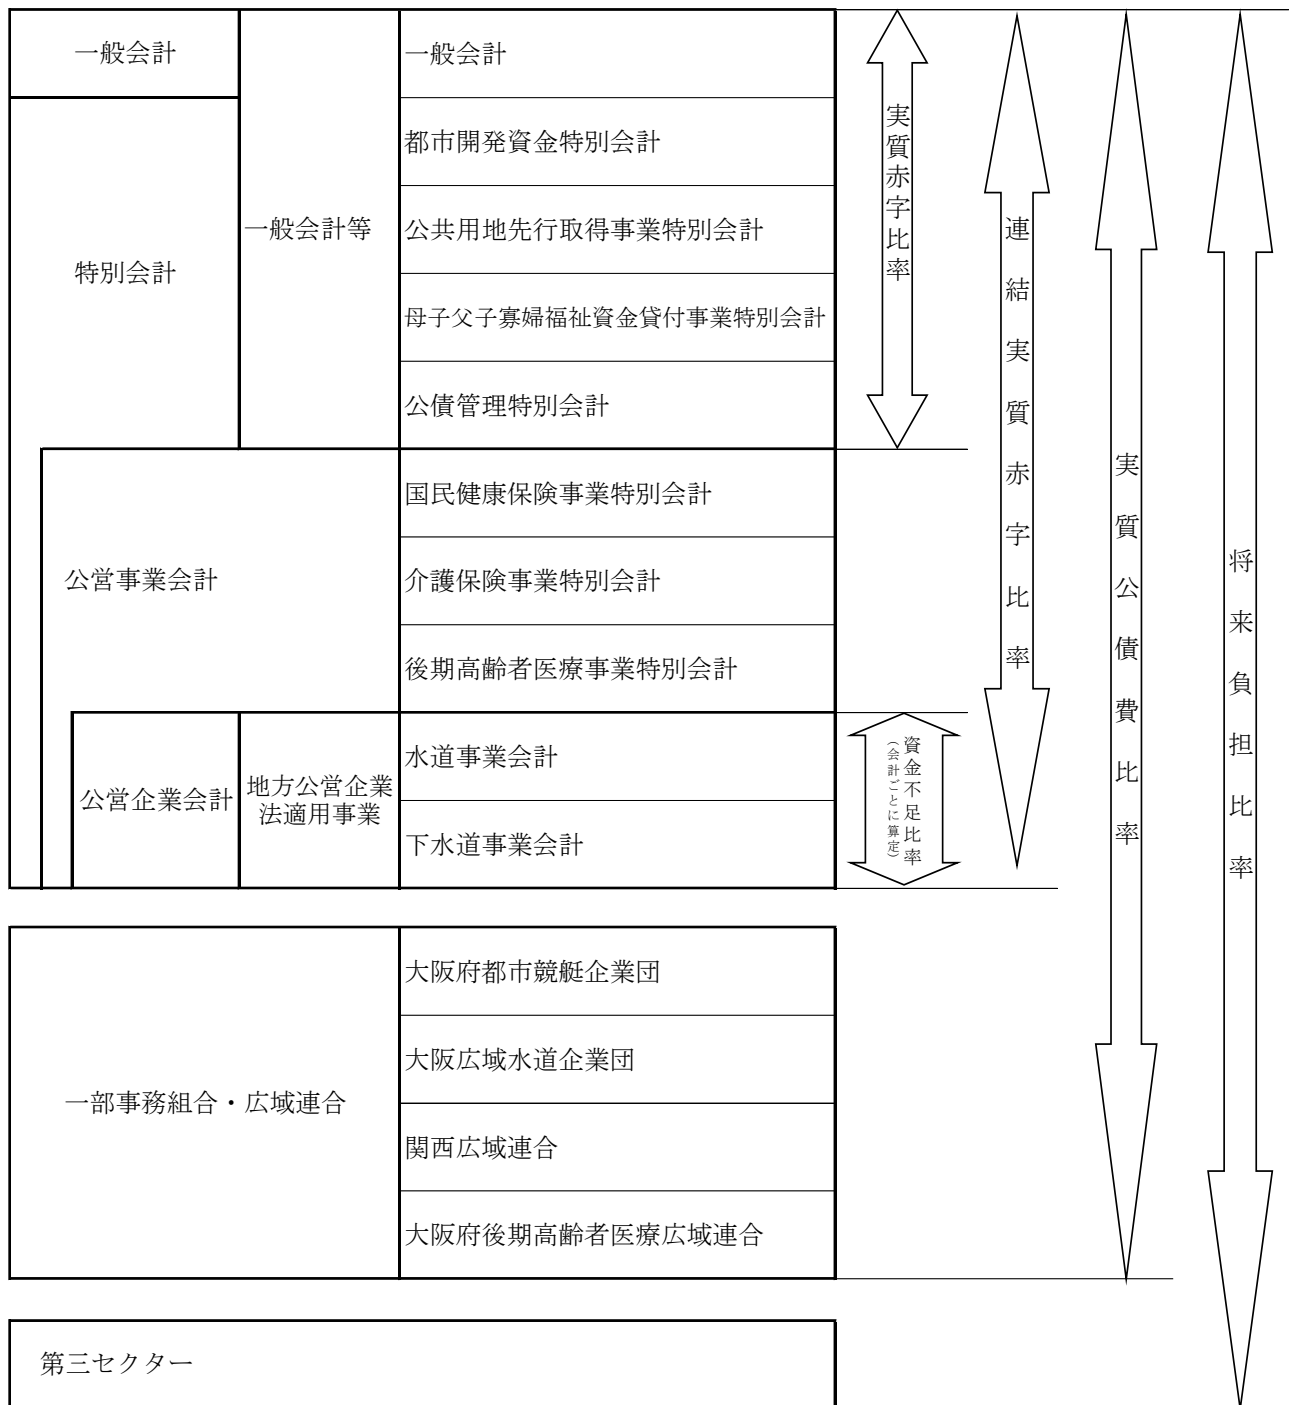 一般会計
一般会計
特別会計
一般会計等
都市開発資金特別会計
公共用地先行取得事業特別会計
母子父子寡婦福祉資金貸付事業特別会計
公債管理特別会計
公営事業会計
国民健康保険事業特別会計
介護保険事業特別会計
後期高齢者医療事業特別会計
公営企業会計
地方公営企業
法適用事業
水道事業会計
下水道事業会計
実質赤字比率
資金不足比率
（会計ごとに算定）
連結実質赤字比率
実質公債費比率
将来負担比率
一部事務組合・広域連合
大阪府都市競艇企業団
大阪広域水道企業団
関西広域連合
大阪府後期高齢者医療広域連合
第三セクター